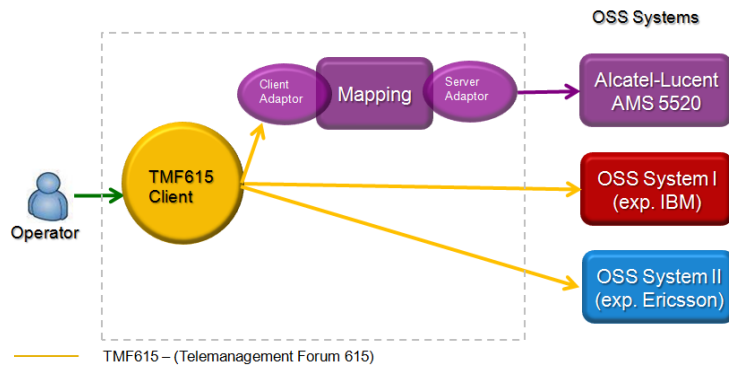 OSS Systems
Client
Adaptor
Mapping
Server
Adaptor
Alcatel-Lucent
AMS 5520
TMF615
Client
OSS System I
(exp. IBM)
Operator
OSS System II
(exp. Ericsson)
TMF615 – (Telemanagement Forum 615)